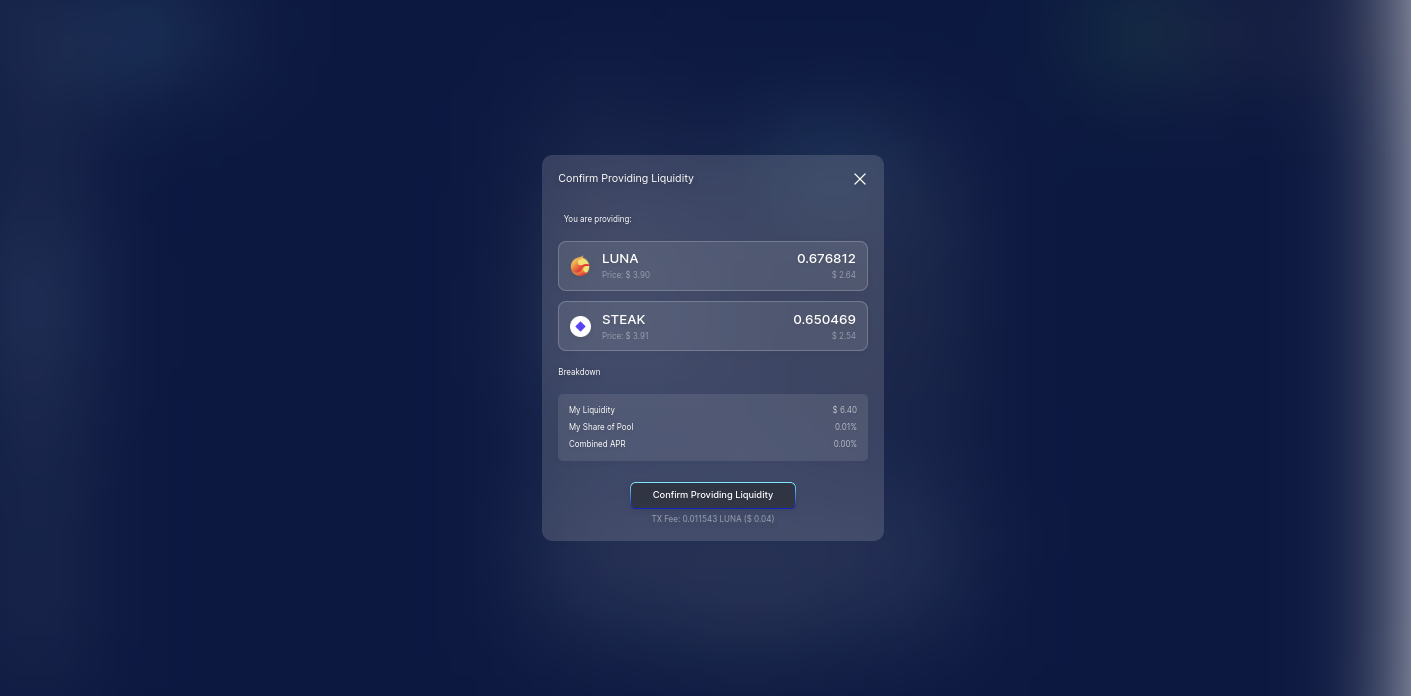 Confirm Providing Liquidity
You are providing:
LUNA 0.676812
Price: $ 3.90 $ 2.64
STEAK 0.650469
Price: $ 3.91 $ 2.54
Breakdown
My Liquidity $ 6.40
My Share of Pool 0.01%
Combined APR 0.00%
Confirm Providing Liquidity
TX Fee: 0.011543 LUNA ($ 0.04)